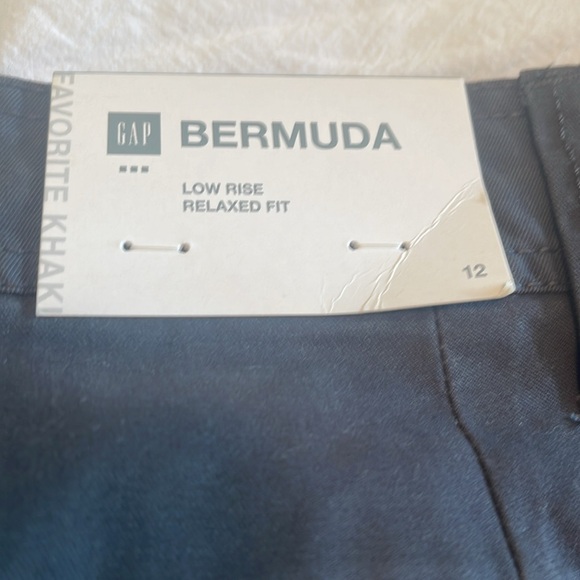 FAVORITE KHAKI
GAP
BERMUDA
LOW RISE
RELAXED FIT
12